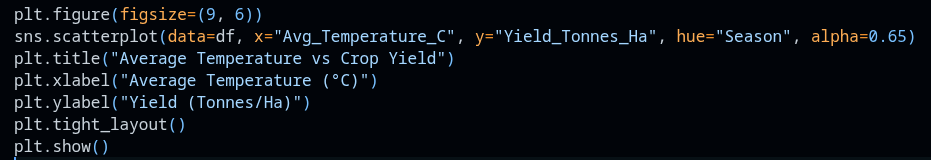 plt.figure(figsize=(9, 6))
sns.scatterplot(data=df, x="Avg_Temperature_C", y="Yield_Tonnes_Ha", hue="Season", alpha=0.65)
plt.title("Average Temperature vs Crop Yield")
plt.xlabel("Average Temperature (°C)")
plt.ylabel("Yield (Tonnes/Ha)")
plt.tight_layout()
plt.show()